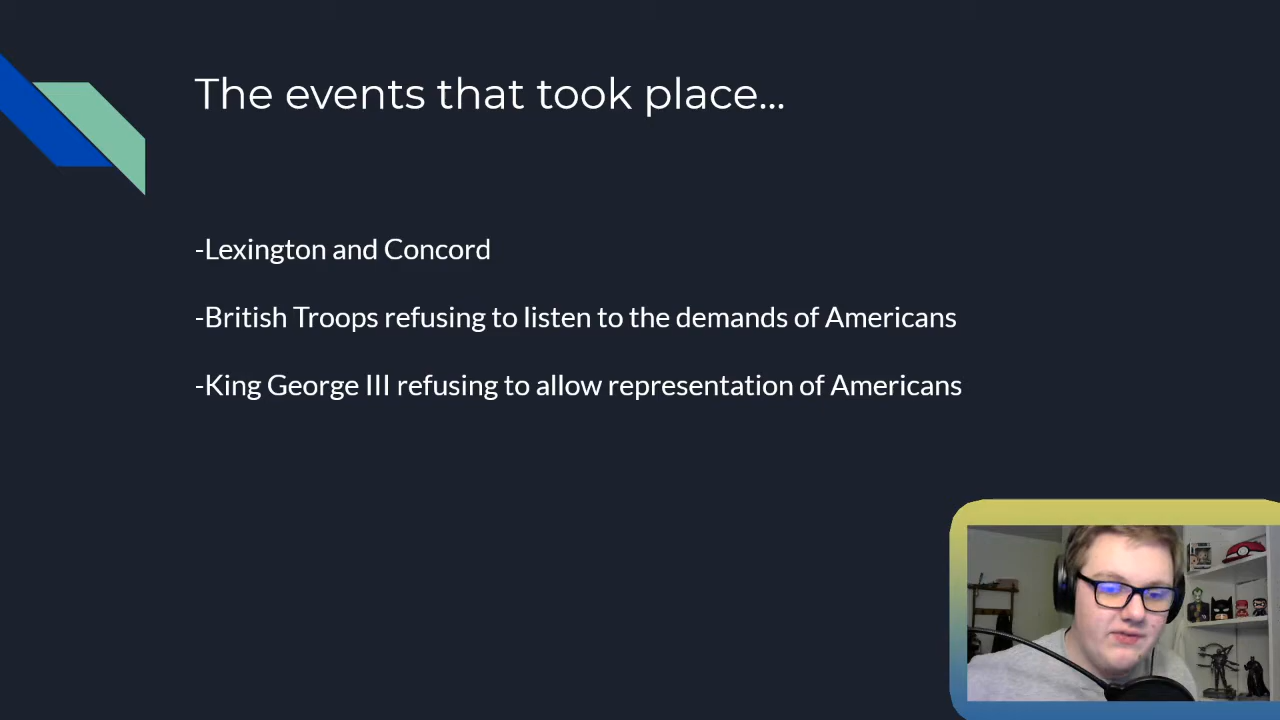 The events that took place...
-Lexington and Concord
-British Troops refusing to listen to the demands of Americans
-King George III refusing to allow representation of Americans